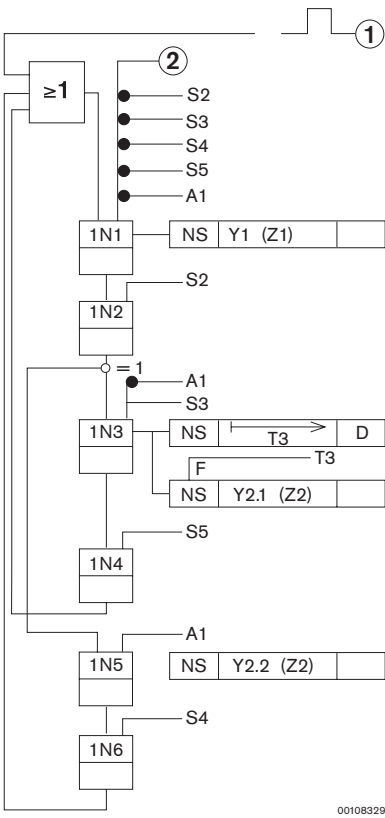 1
2
≥1
S2
S3
S4
S5
A1
1N1
NS Y1 (Z1)
S2
1N2
= 1
A1
S3
1N3
NS T3 D
T3
F
NS Y2.1 (Z2)
S5
1N4
A1
1N5
NS Y2.2 (Z2)
S4
1N6
00108329